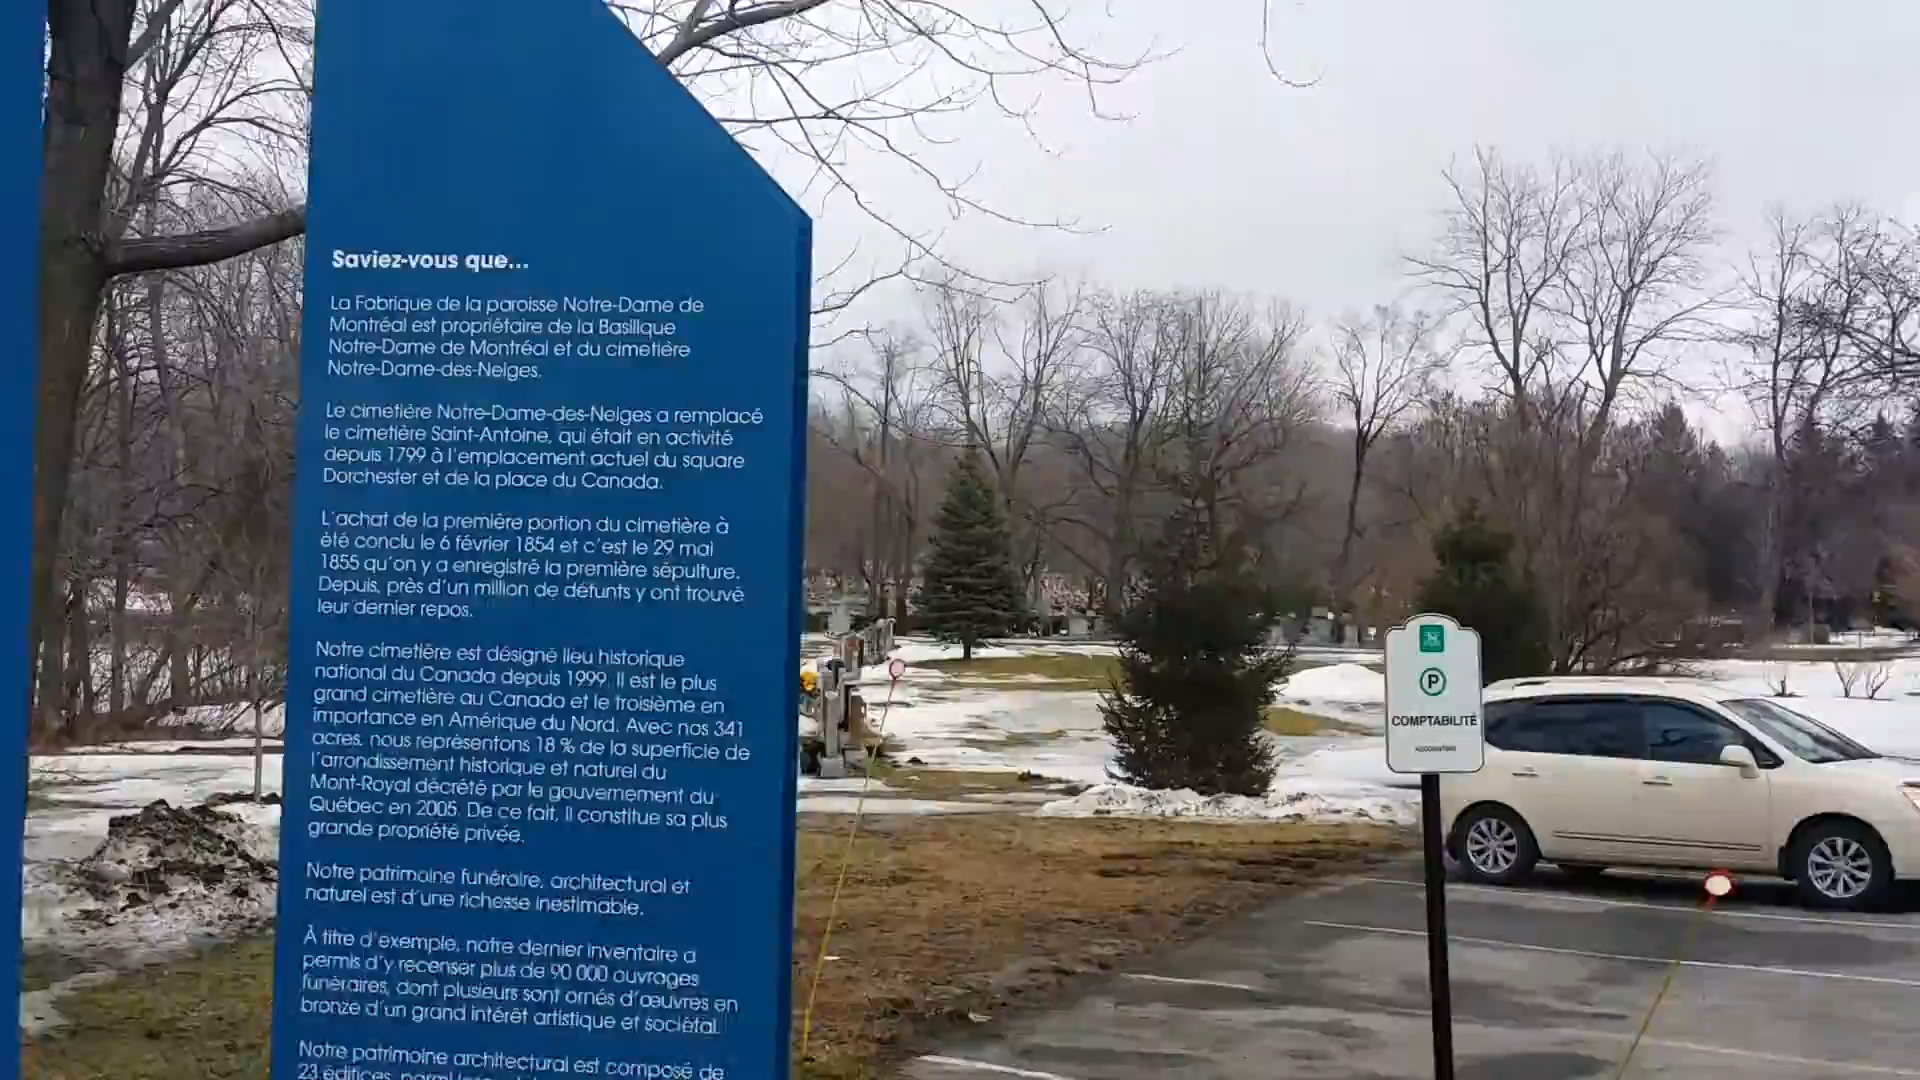 Saviez-vous que...
La Fabrique de la paroisse Notre-Dame de
Montréal est propriétaire de la Basilique
Notre-Dame de Montréal et du cimetière
Notre-Dame-des-Neiges.
Le cimetière Notre-Dame-des-Neiges a remplacé
le cimetière Saint-Antoine, qui était en activité
depuis 1799 à l'emplacement actuel du square
Dorchester et de la place du Canada.
L'achat de la première portion du cimetière a
été conclu le 6 février 1854 et c'est le 29 mai
1855 qu'on y a enregistré la première sépulture.
Depuis, près d'un million de défunts y ont trouvé
leur dernier repos.
Notre cimetière est désigné lieu historique
national du Canada depuis 1999. Il est le plus
grand cimetière au Canada et le troisième en
importance en Amérique du Nord. Avec nos 341
acres, nous représentons 18 % de la superficie de
l'arrondissement historique et naturel du
Mont-Royal décrété par le gouvernement du
Québec en 2005. De ce fait, il constitue sa plus
grande propriété privée.
Notre patrimoine funéraire, architectural et
naturel est d'une richesse inestimable.
À titre d'exemple, notre dernier inventaire a
permis d'y recenser plus de 90 000 ouvrages
funéraires, dont plusieurs sont ornés d'œuvres en
bronze d'un grand intérêt artistique et sociétal.
Notre patrimoine architectural est composé de
23 édifices, parmi
P
COMPTABILITÉ
ACCOUNTING